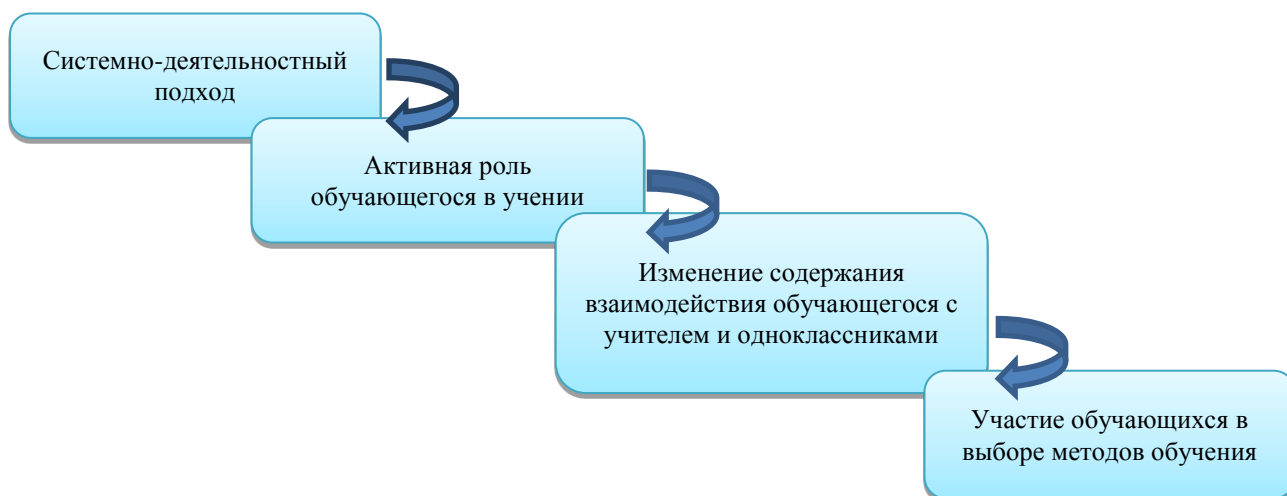 Системно-деятельностный
подход
Активная роль
обучающегося в учении
Изменение содержания
взаимодействия обучающегося с
учителем и одноклассниками
Участие обучающихся в
выборе методов обучения